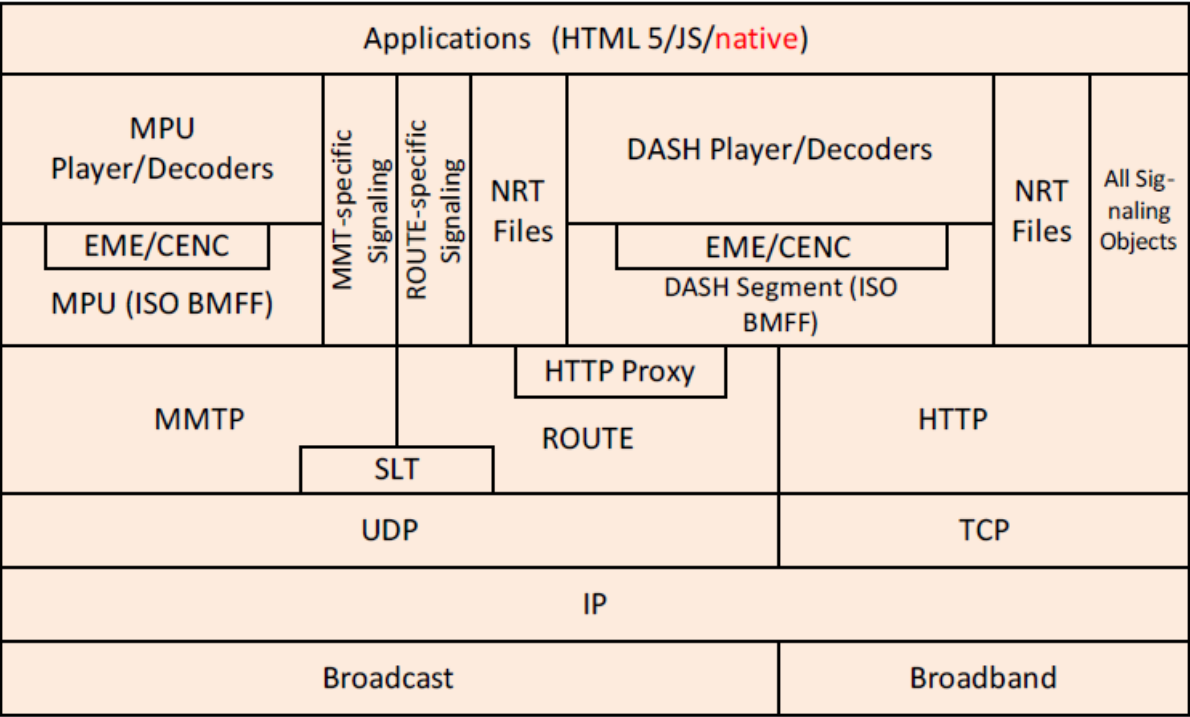 Applications (HTML 5/JS/native)
MPU
Player/Decoders
EME/CENC
MPU (ISO BMFF)
MMT-specific
Signaling
ROUTE-specific
Signaling
NRT
Files
DASH Player/Decoders
EME/CENC
DASH Segment (ISO
BMFF)
NRT
Files
All Sig-
naling
Objects
MMTP
SLT
HTTP Proxy
ROUTE
HTTP
UDP
TCP
IP
Broadcast
Broadband